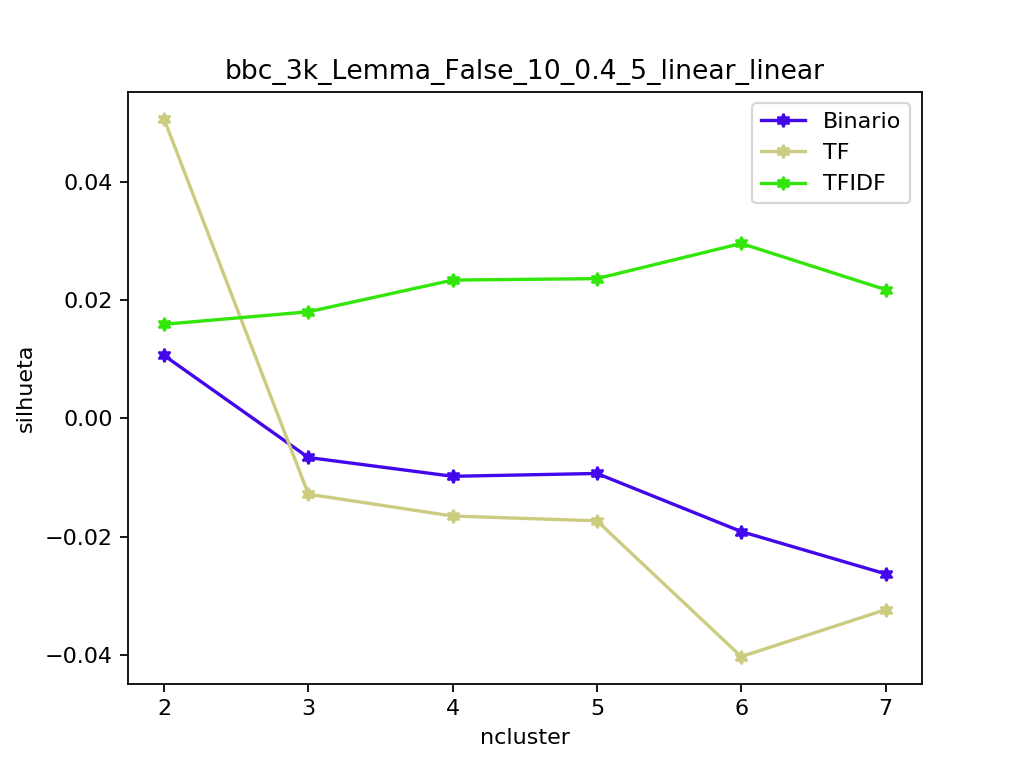 bbc_3k_Lemma_False_10_0.4_5_linear_linear
Binario
TF
TFIDF
0.04
0.02
0.00
−0.02
−0.04
silhueta
2 3 4 5 6 7
ncluster